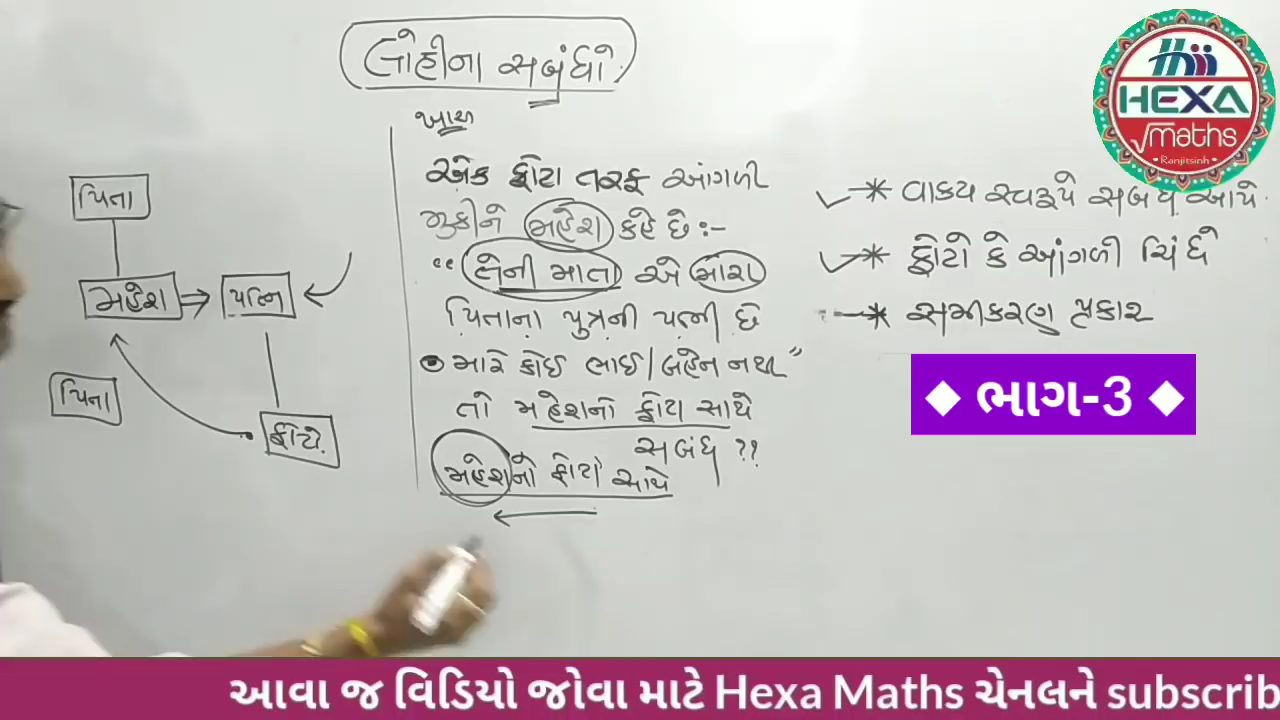 લોહીના સબંધો
એક ફોટા તરફ આંગળી
મુકીને મહેશ કહે છે :-
“તેની માતા એ મારા
પિતાના પુત્રની પત્ની છે
મારે કોઈ ભાઈ/બહેન નથી”
તો મહેશનો ફોટા સાથે
સબંધ ??
મહેશનો ફોટા સાથે
પિતા
મહેશ
પત્નિ
પિતા
ફોટો
* વાકય સ્વરૂપે સબંધ આપે.
* ફોટો કે આંગળી ચિંધે
* સમીકરણ પ્રકાર
ભાગ-3
HEXA
maths
Ranjitsinh
આવા જ વિડિયો જોવા માટે Hexa Maths ચેનલને subscrib